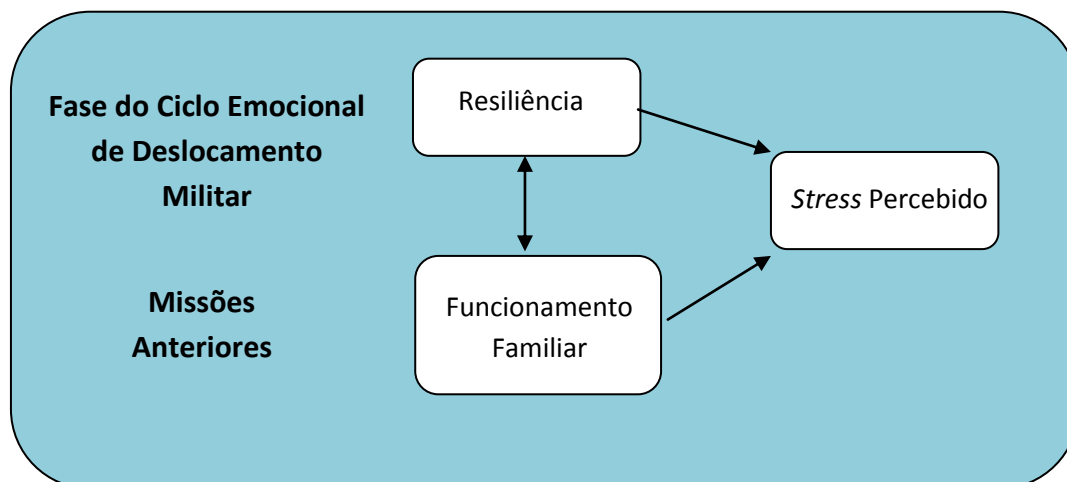 Fase do Ciclo Emocional
de Deslocamento
Militar
Resiliência
Stress Percebido
Missões
Anteriores
Funcionamento
Familiar